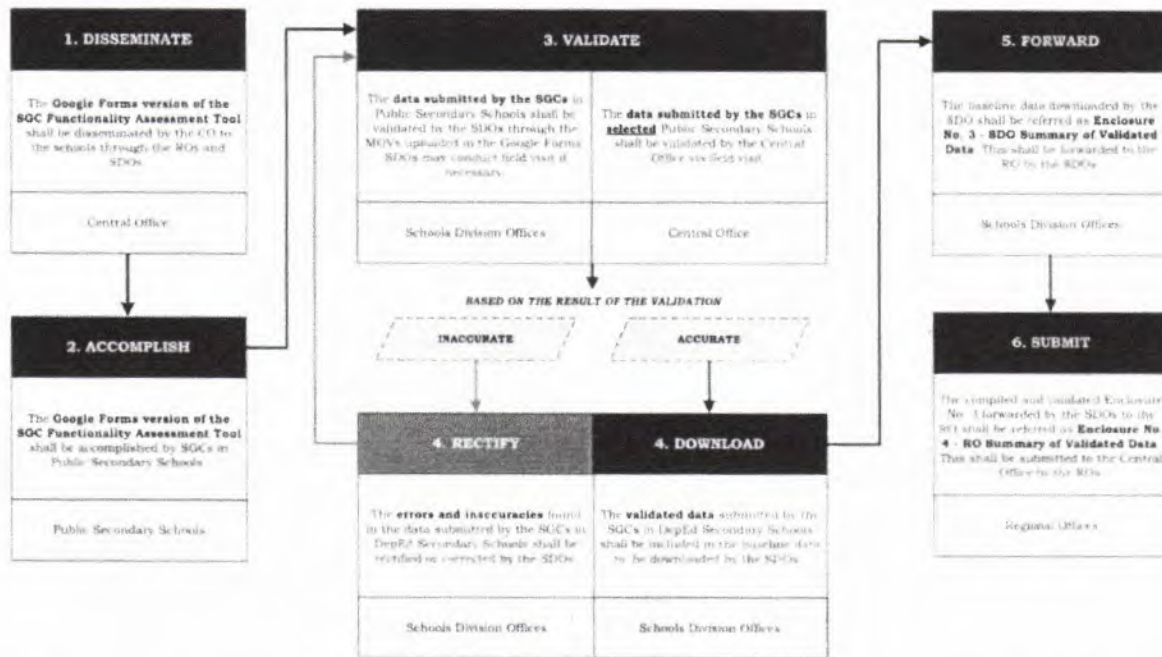 1. DISSEMINATE
The Google Forms version of the
SGC Functionality Assessment Tool
shall be disseminated by the CO to
the schools through the ROs and
SDOs
Central Office
2. ACCOMPLISH
The Google Forms version of the
SGC Functionality Assessment Tool
shall be accomplished by SGCs in
Public Secondary Schools
Public Secondary Schools
3. VALIDATE
The data submitted by the SGCs in
Public Secondary Schools shall be
validated by the SDOs through the
MOVs uploaded in the Google Forms
SDOs may conduct field visit if
necessary
Schools Division Offices
The data submitted by the SGCs in
selected Public Secondary Schools
shall be validated by the Central
Office via field visit
Central Office
BASED ON THE RESULT OF THE VALIDATION
INACCURATE
ACCURATE
4. RECTIFY
The errors and inaccuracies found
in the data submitted by the SGCs in
DepEd Secondary Schools shall be
rectified or corrected by the SDOs
Schools Division Offices
4. DOWNLOAD
The validated data submitted by the
SGCs in DepEd Secondary Schools
shall be included in the baseline data
to be downloaded by the SDOs
Schools Division Offices
5. FORWARD
The baseline data downloaded by the
SDO shall be referred as Enclosure
No. 3 - SDO Summary of Validated
Data. This shall be forwarded to the
RO by the SDOs
Schools Division Offices
6. SUBMIT
The compiled and validated Enclosure
No. 3 forwarded by the SDOs to the
shall be referred as Enclosure No
4 - RO Summary of Validated Data
This shall be submitted to the Central
Office by the ROs
Regional Offices